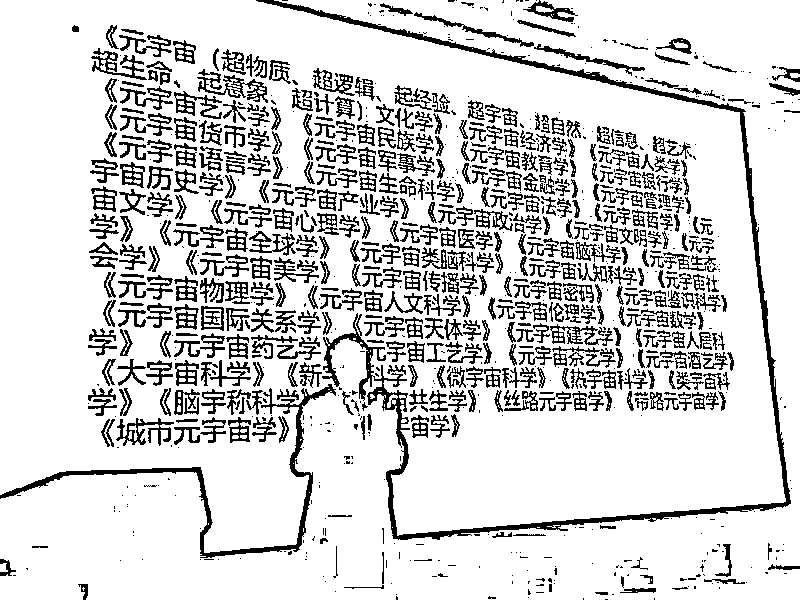 《元宇宙（超物质、超逻辑、起经验、超宇宙、超自然、超信息、超艺术、
超生命、起意象、超计算）文化学》《元宇宙经济学》《元宇宙人类学》
《元宇宙艺术学》《元宇宙民族学》《元宇宙教育学》《元宇宙银行学》
《元宇宙货币学》《元宇宙军事学》《元宇宙金融学》《元宇宙管理学》
《元宇宙语言学》《元宇宙生命科学》《元宇宙法学》《元宇宙哲学》《元
宇宙历史学》《元宇宙产业学》《元宇宙政治学》《元宇宙文明学》《元宇
宙文学》《元宇宙心理学》《元宇宙医学》《元宇宙脑科学》《元宇宙生态
学》《元宇宙全球学》《元宇宙类脑科学》《元宇宙认知科学》《元宇宙社
会学》《元宇宙美学》《元宇宙传播学》《元宇宙密码》《元宇宙鉴识科学》
《元宇宙物理学》《元宇宙人文科学》《元宇宙伦理学》《元宇宙数学》
《元宇宙国际关系学》《元宇宙天体学》《元宇宙建艺学》《元宇宙人居科
学》《元宇宙药艺学》 元宇宙工艺学》《元宇宙茶艺学》《元宇宙酒艺学》
《大宇宙科学》《新宇 科学》《微宇宙科学》《热宇宙科学》《类宇宙科
学》《脑宇称科学》 宙共生学》《丝路元宇宙学》《带路元宇宙学》
《城市元宇宙学》 宇宙学》